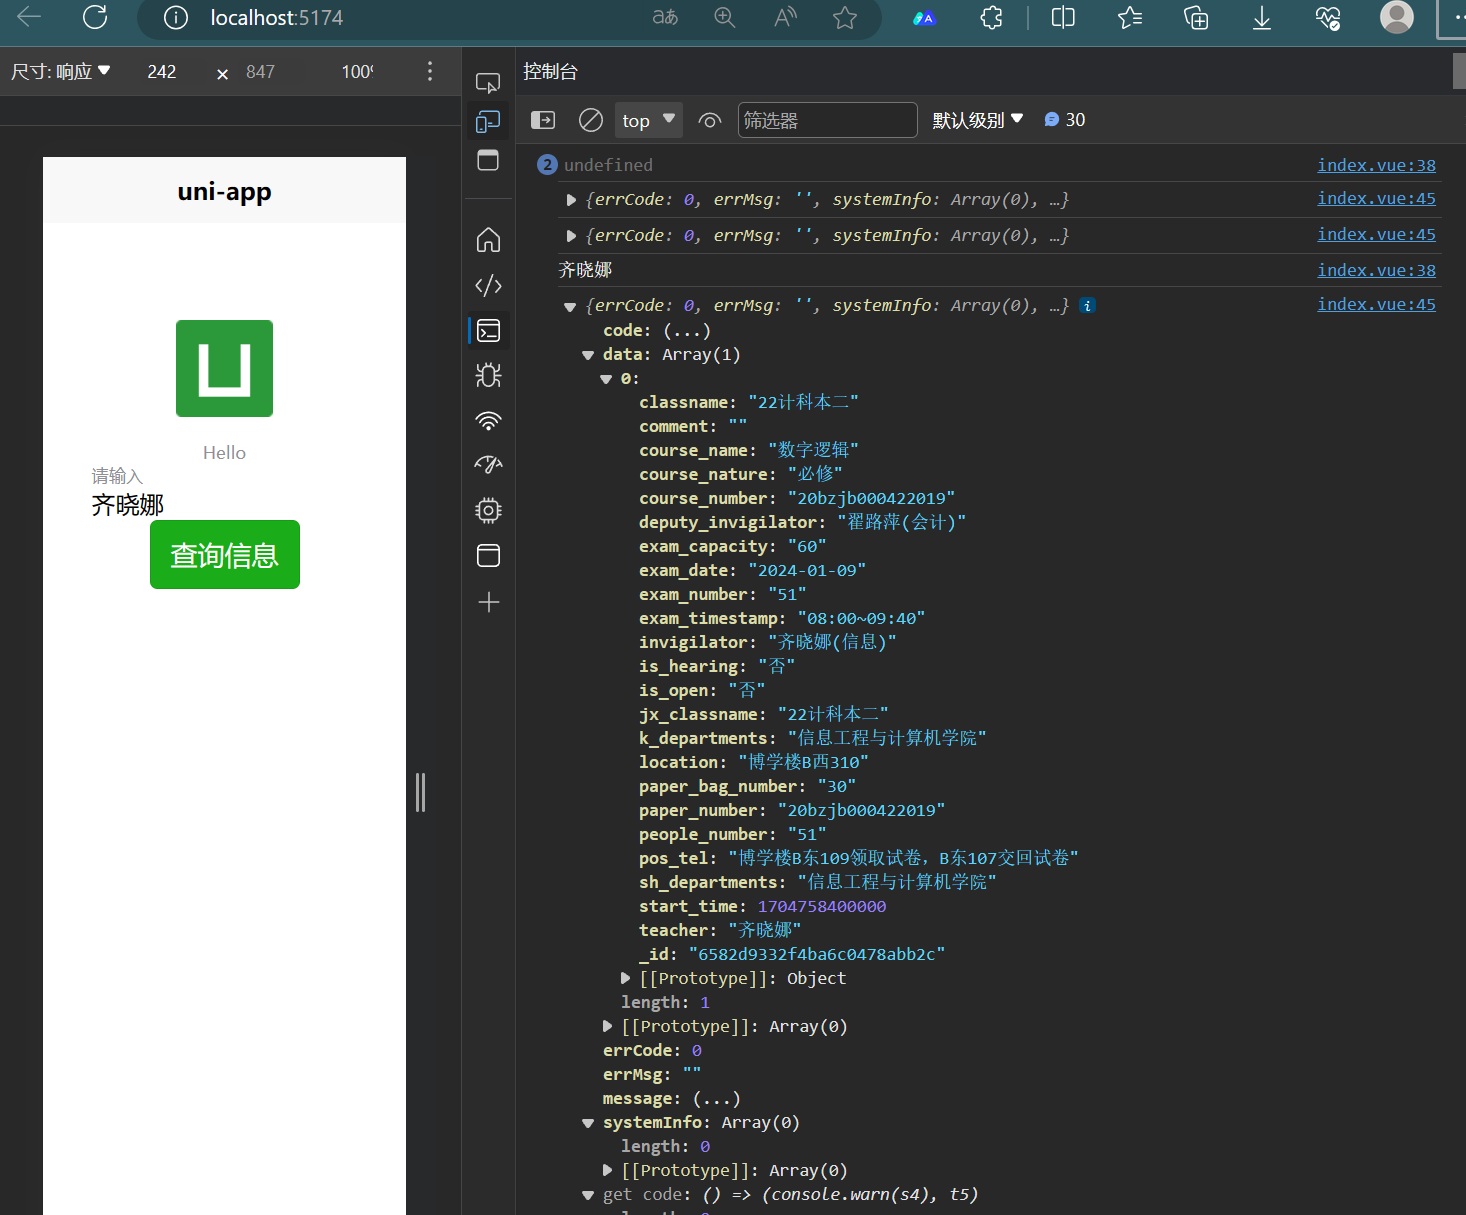 localhost:5174
aあ
A
尺寸: 响应 242 × 847 100%
控制台
top 筛选器 默认级别 30
uni-app
Hello
请输入
齐晓娜
查询信息
2 undefined index.vue:38
{errCode: 0, errMsg: '', systemInfo: Array(0), …} index.vue:45
{errCode: 0, errMsg: '', systemInfo: Array(0), …} index.vue:45
齐晓娜 index.vue:38
{errCode: 0, errMsg: '', systemInfo: Array(0), …} i index.vue:45
code: (...)
data: Array(1)
0:
classname: "22计科本二"
comment: ""
course_name: "数字逻辑"
course_nature: "必修"
course_number: "20bzjb000422019"
deputy_invigilator: "翟路萍(会计)"
exam_capacity: "60"
exam_date: "2024-01-09"
exam_number: "51"
exam_timestamp: "08:00~09:40"
invigilator: "齐晓娜(信息)"
is_hearing: "否"
is_open: "否"
jx_classname: "22计科本二"
k_departments: "信息工程与计算机学院"
location: "博学楼B西310"
paper_bag_number: "30"
paper_number: "20bzjb000422019"
people_number: "51"
pos_tel: "博学楼B东109领取试卷，B东107交回试卷"
sh_departments: "信息工程与计算机学院"
start_time: 1704758400000
teacher: "齐晓娜"
_id: "6582d9332f4ba6c0478abb2c"
[[Prototype]]: Object
length: 1
[[Prototype]]: Array(0)
errCode: 0
errMsg: ""
message: (...)
systemInfo: Array(0)
length: 0
[[Prototype]]: Array(0)
get code: () => (console.warn(s4), t5)